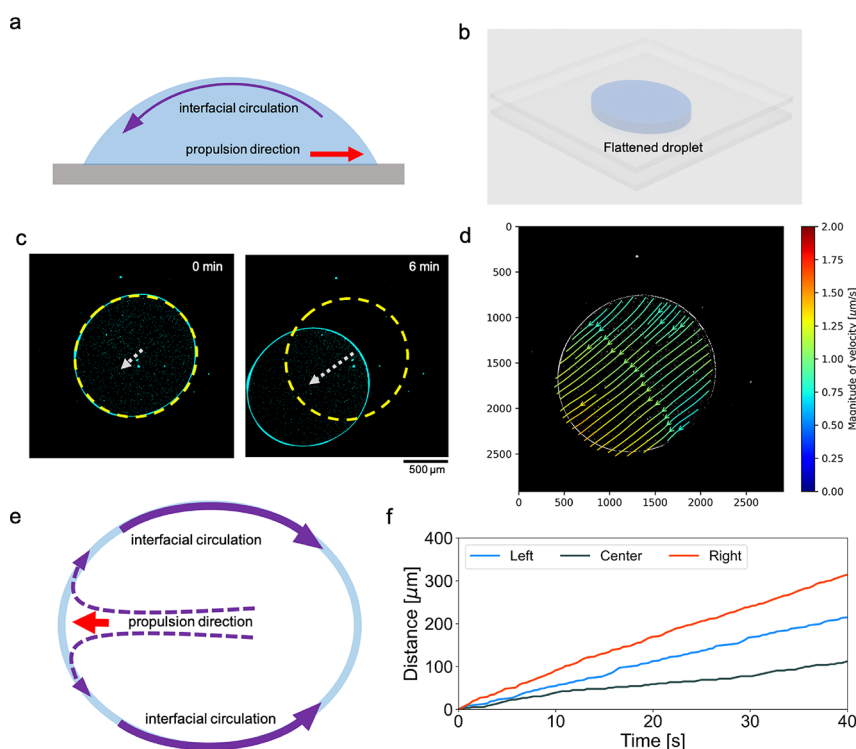 a
interfacial circulation
propulsion direction
b
Flattened droplet
c
0 min
6 min
500 μm
d
0
500
1000
1500
2000
2500
0 500 1000 1500 2000 2500
2.00
1.75
1.50
1.25
1.00
0.75
0.50
0.25
0.00
Magnitude of velocity [μm/s]
e
interfacial circulation
propulsion direction
interfacial circulation
f
Left Center Right
400
300
200
100
0
0 10 20 30 40
Distance [μm]
Time [s]